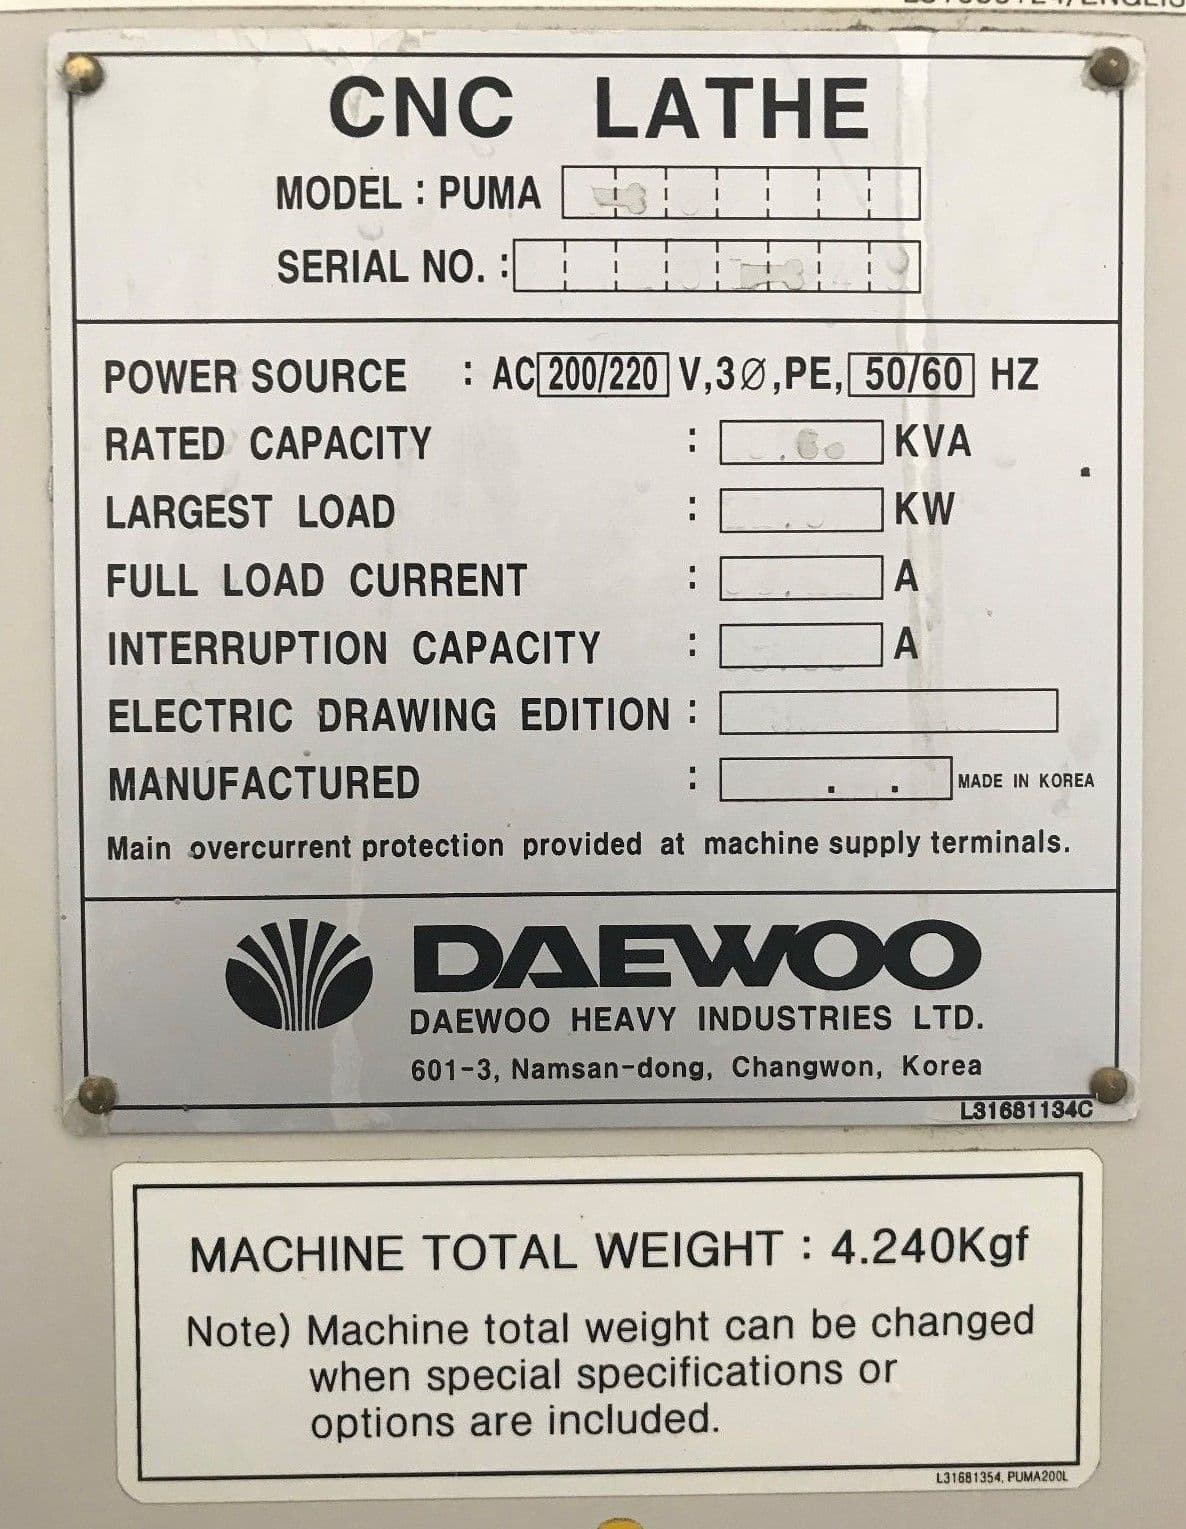 CNC LATHE
MODEL : PUMA
SERIAL NO. :
POWER SOURCE : AC 200/220 V,3Ø,PE, 50/60 HZ
RATED CAPACITY : KVA
LARGEST LOAD : KW
FULL LOAD CURRENT : A
INTERRUPTION CAPACITY : A
ELECTRIC DRAWING EDITION :
MANUFACTURED : . . MADE IN KOREA
Main overcurrent protection provided at machine supply terminals.
DAEWOO
DAEWOO HEAVY INDUSTRIES LTD.
601-3, Namsan-dong, Changwon, Korea
L31681134C
MACHINE TOTAL WEIGHT : 4.240Kgf
Note) Machine total weight can be changed
when special specifications or
options are included.
L31681354, PUMA200L